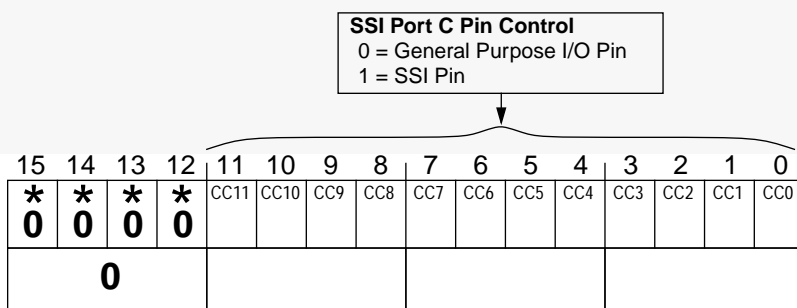 SSI Port C Pin Control
0 = General Purpose I/O Pin
1 = SSI Pin
15 14 13 12 11 10 9 8 7 6 5 4 3 2 1 0
* * * * CC11 CC10 CC9 CC8 CC7 CC6 CC5 CC4 CC3 CC2 CC1 CC0
0 0 0 0
0